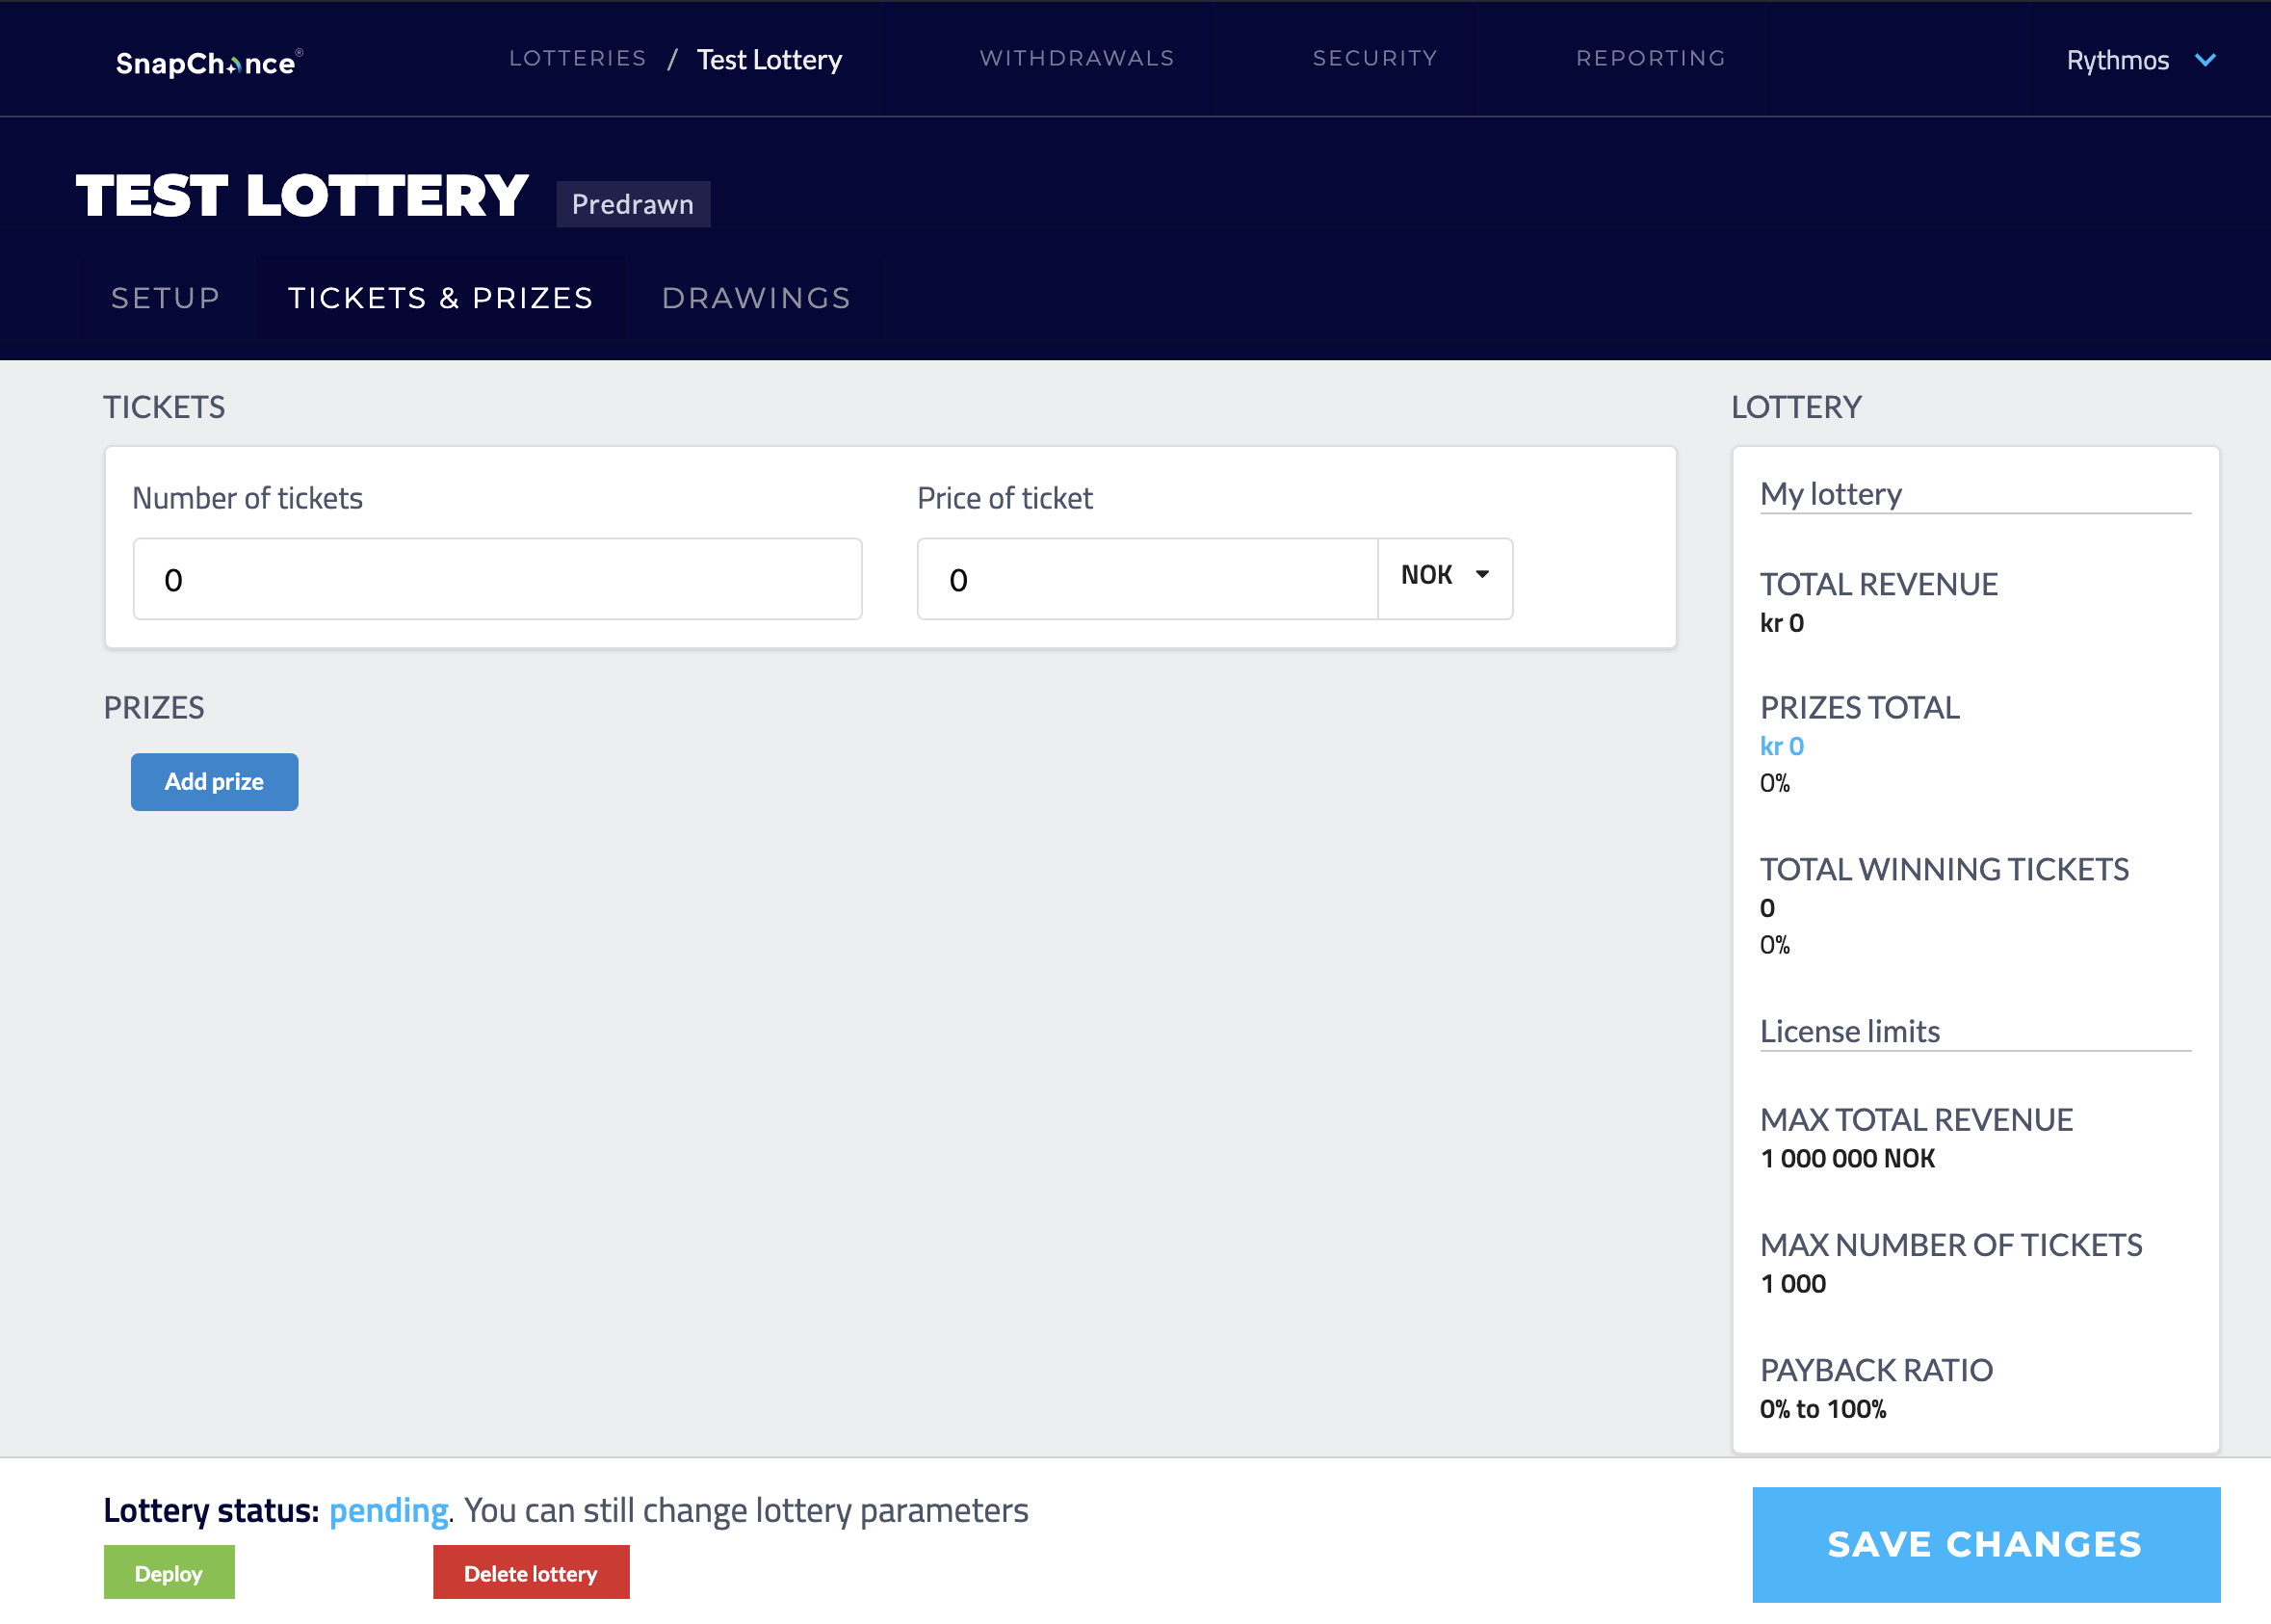 SnapChance®
LOTTERIES / Test Lottery
WITHDRAWALS
SECURITY
REPORTING
Rythmos
TEST LOTTERY
Predrawn
SETUP
TICKETS & PRIZES
DRAWINGS
TICKETS
Number of tickets
0
Price of ticket
0
NOK
PRIZES
Add prize
LOTTERY
My lottery
TOTAL REVENUE
kr 0
PRIZES TOTAL
kr 0
0%
TOTAL WINNING TICKETS
0
0%
License limits
MAX TOTAL REVENUE
1 000 000 NOK
MAX NUMBER OF TICKETS
1 000
PAYBACK RATIO
0% to 100%
Lottery status: pending. You can still change lottery parameters
Deploy
Delete lottery
SAVE CHANGES